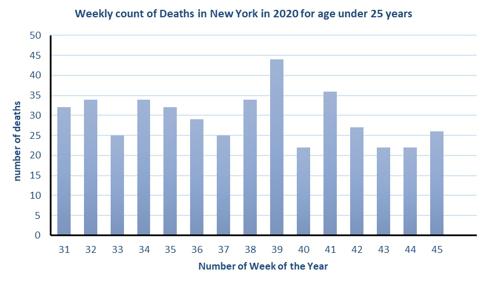 Weekly count of Deaths in New York in 2020 for age under 25 years
50
45
40
35
30
25
20
15
10
5
0
number of deaths
31 32 33 34 35 36 37 38 39 40 41 42 43 44 45
Number of Week of the Year